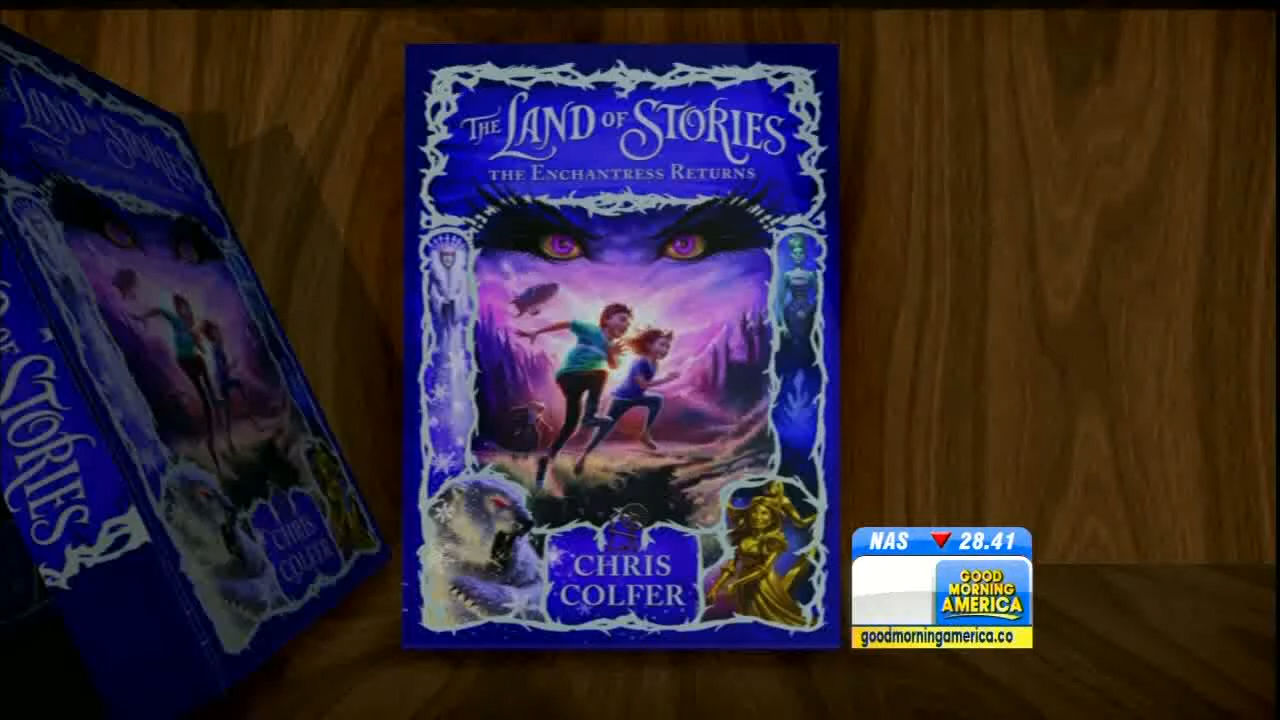 THE LAND OF STORIES
THE ENCHANTRESS RETURNS
CHRIS
COLFER
LAND OF STORIES
OF STORIES
CHRIS
COLFER
NAS 28.41
GOOD
MORNING
AMERICA
goodmorningamerica.co